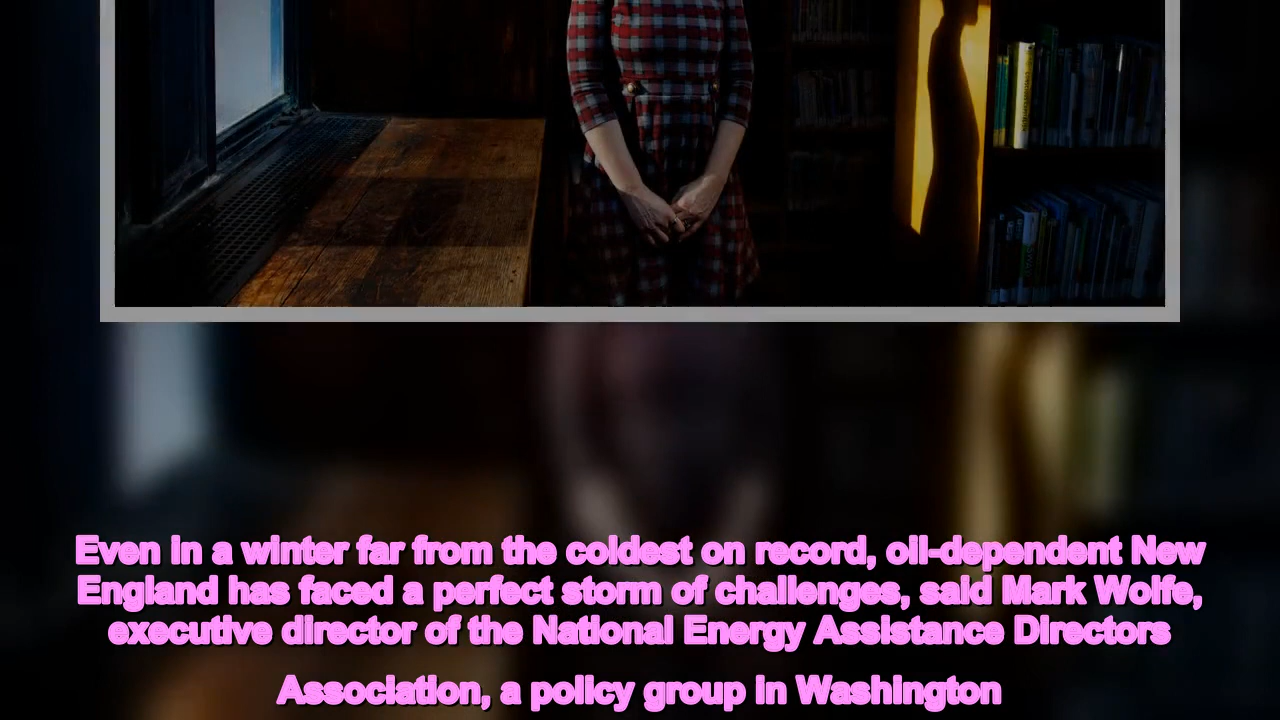 Even in a winter far from the coldest on record, oil-dependent New
England has faced a perfect storm of challenges, said Mark Wolfe,
executive director of the National Energy Assistance Directors
Association, a policy group in Washington